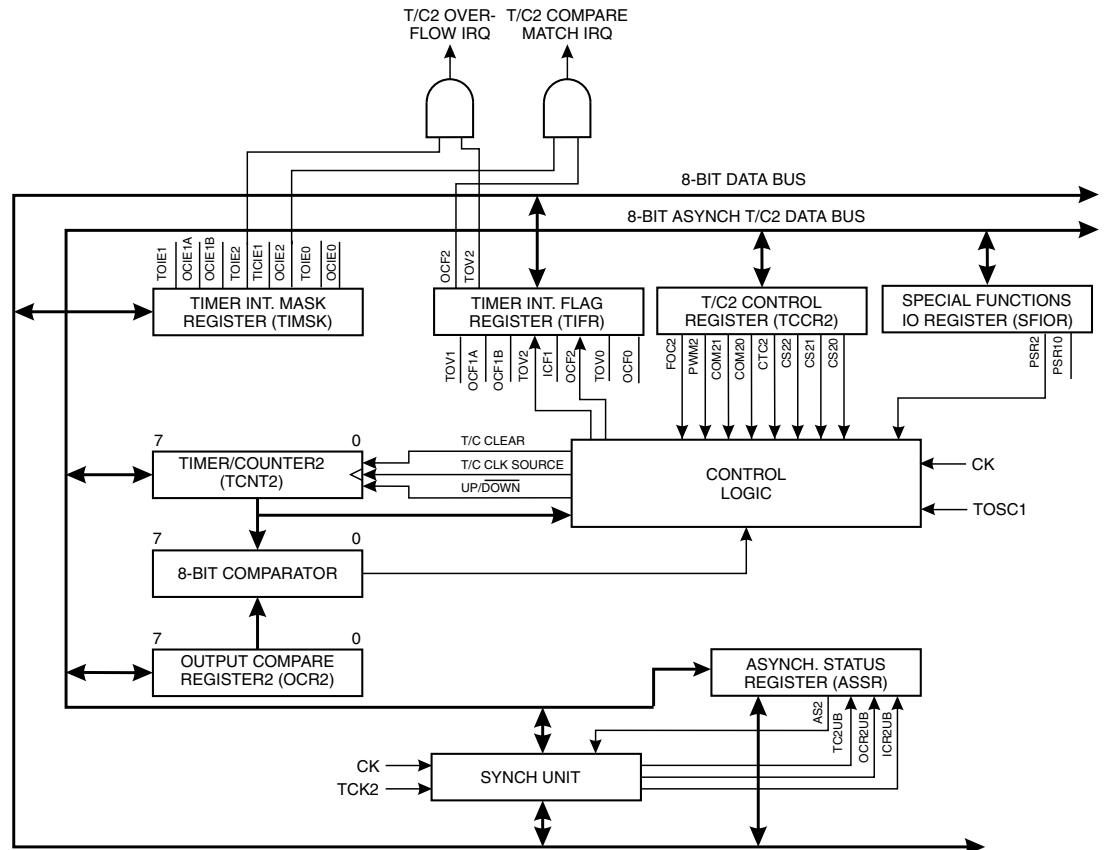 T/C2 OVER-
FLOW IRQ
T/C2 COMPARE
MATCH IRQ
8-BIT DATA BUS
8-BIT ASYNCH T/C2 DATA BUS
TOIE1
OCIE1A
OCIE1B
TOIE2
TICIE1
OCIE2
TOIE0
OCIE0
OCF2
TOV2
TIMER INT. MASK
REGISTER (TIMSK)
TIMER INT. FLAG
REGISTER (TIFR)
T/C2 CONTROL
REGISTER (TCCR2)
SPECIAL FUNCTIONS
IO REGISTER (SFIOR)
TOV1
OCF1A
OCF1B
TOV2
ICF1
OCF2
TOV0
OCF0
FOC2
PWM2
COM21
COM20
CTC2
CS22
CS21
CS20
PSR2
PSR10
7 0
TIMER/COUNTER2
(TCNT2)
T/C CLEAR
T/C CLK SOURCE
UP/DOWN
CONTROL
LOGIC
CK
TOSC1
7 0
8-BIT COMPARATOR
7 0
OUTPUT COMPARE
REGISTER2 (OCR2)
ASYNCH. STATUS
REGISTER (ASSR)
AS2
TC2UB
OCR2UB
ICR2UB
CK
TCK2
SYNCH UNIT